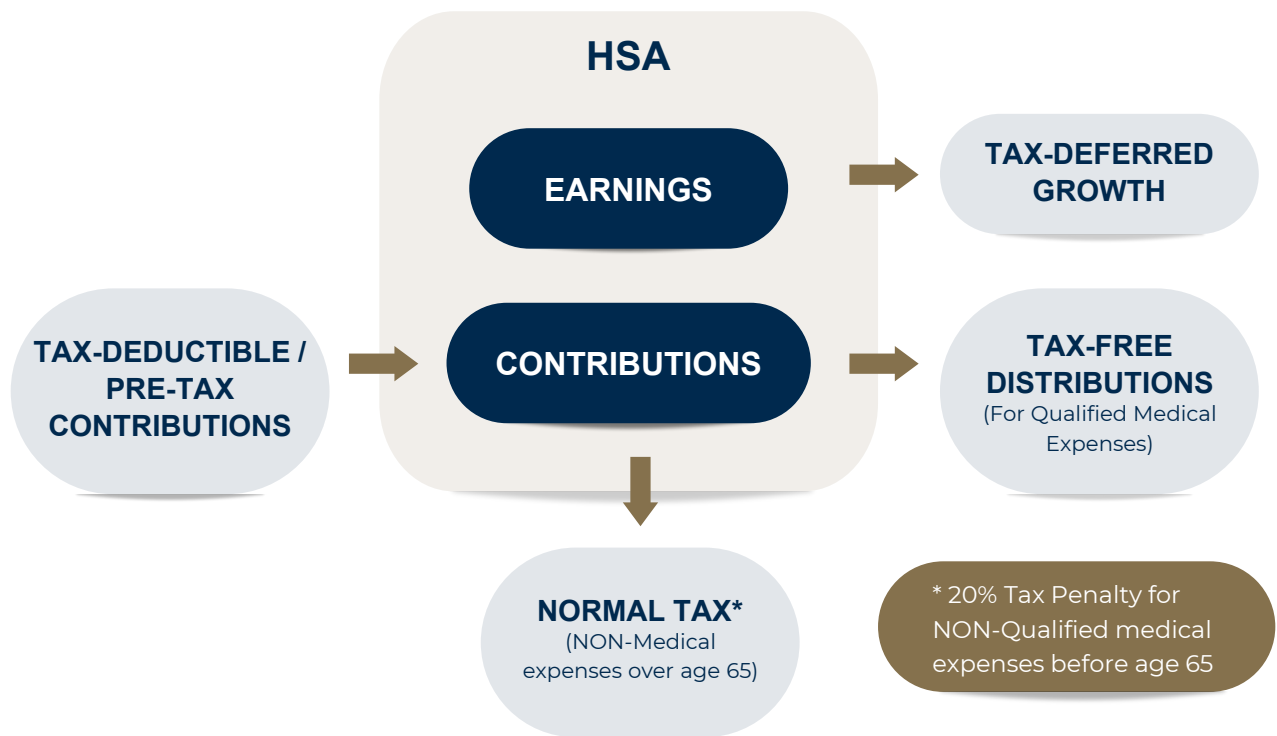 HSA
EARNINGS
TAX-DEFERRED
GROWTH
TAX-DEDUCTIBLE /
PRE-TAX
CONTRIBUTIONS
CONTRIBUTIONS
TAX-FREE
DISTRIBUTIONS
(For Qualified Medical
Expenses)
NORMAL TAX*
(NON-Medical
expenses over age 65)
* 20% Tax Penalty for
NON-Qualified medical
expenses before age 65